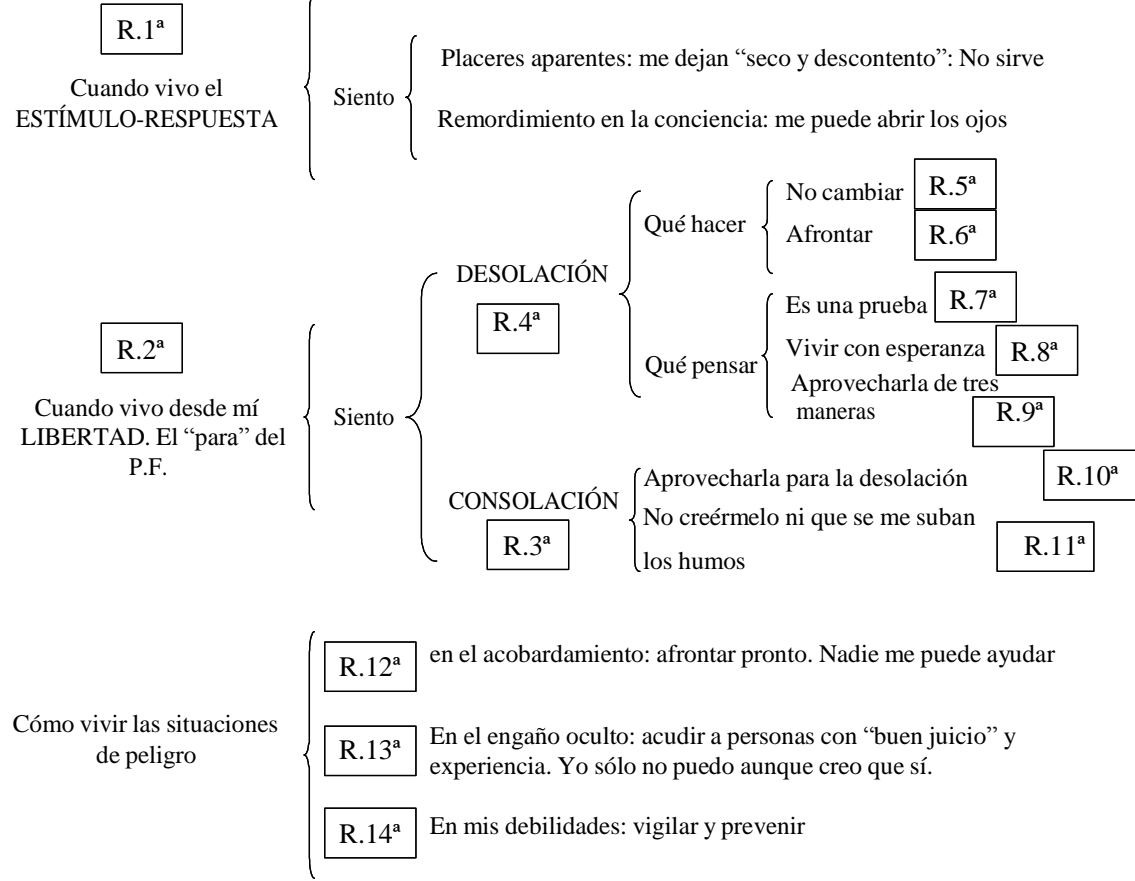 R.1ª
Cuando vivo el
ESTÍMULO-RESPUESTA
Siento
Placeres aparentes: me dejan “seco y descontento”: No sirve
Remordimiento en la conciencia: me puede abrir los ojos
R.2ª
Cuando vivo desde mí
LIBERTAD. El “para” del
P.F.
Siento
DESOLACIÓN
R.4ª
Qué hacer
No cambiar R.5ª
Afrontar R.6ª
Qué pensar
Es una prueba R.7ª
Vivir con esperanza R.8ª
Aprovecharla de tres
maneras R.9ª
CONSOLACIÓN
R.3ª
Aprovecharla para la desolación R.10ª
No creérmelo ni que se me suban
los humos R.11ª
Cómo vivir las situaciones
de peligro
R.12ª en el acobardamiento: afrontar pronto. Nadie me puede ayudar
R.13ª En el engaño oculto: acudir a personas con “buen juicio” y
experiencia. Yo sólo no puedo aunque creo que sí.
R.14ª En mis debilidades: vigilar y prevenir